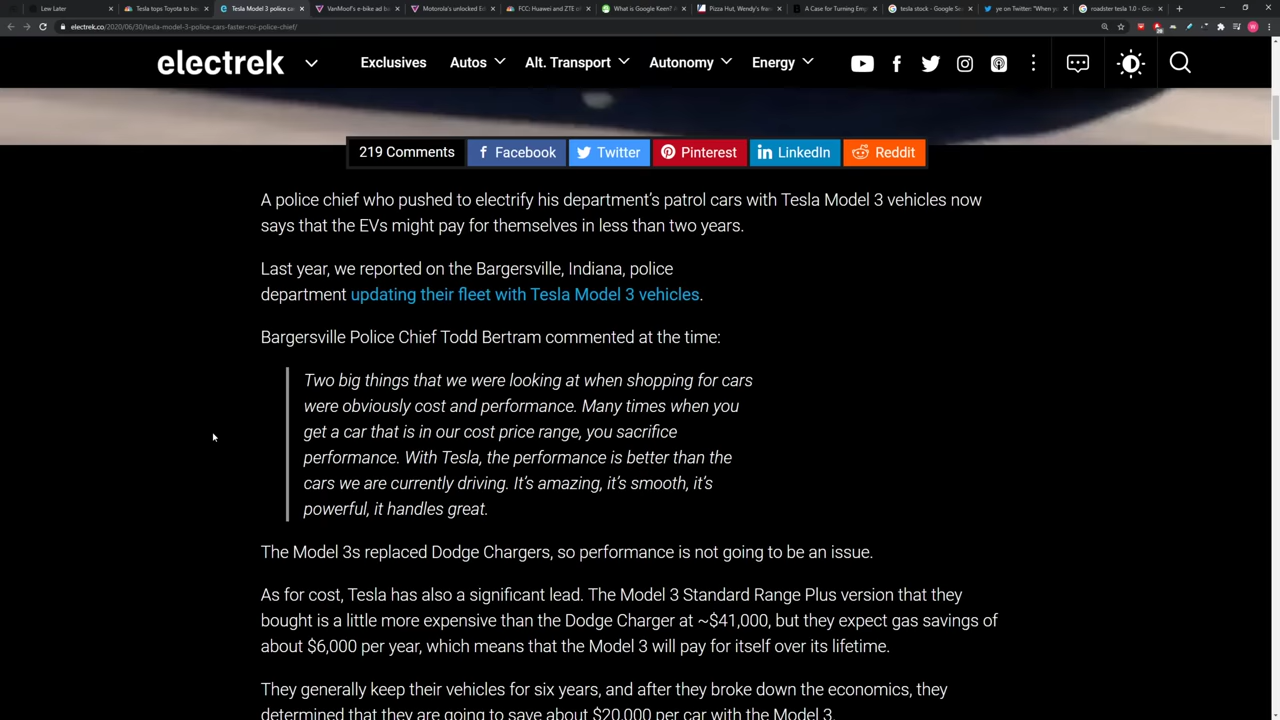 Lew Later
Tesla tops Toyota to be
Tesla Model 3 police ca
VanMoof's e-bike ad ba
Motorola's unlocked Ed
FCC: Huawei and ZTE
What is Google Keen? A
Pizza Hut, Wendy's fran
A Case for Turning Emp
tesla stock - Google Se
ye on Twitter: "When y
roadster tesla 1.0 - Goo
electrek.co/2020/06/30/tesla-model-3-police-cars-faster-roi-police-chief/
electrek
Exclusives
Autos
Alt. Transport
Autonomy
Energy
219 Comments
Facebook
Twitter
Pinterest
LinkedIn
Reddit
A police chief who pushed to electrify his department's patrol cars with Tesla Model 3 vehicles now
says that the EVs might pay for themselves in less than two years.
Last year, we reported on the Bargersville, Indiana, police
department updating their fleet with Tesla Model 3 vehicles.
Bargersville Police Chief Todd Bertram commented at the time:
Two big things that we were looking at when shopping for cars
were obviously cost and performance. Many times when you
get a car that is in our cost price range, you sacrifice
performance. With Tesla, the performance is better than the
cars we are currently driving. It's amazing, it's smooth, it's
powerful, it handles great.
The Model 3s replaced Dodge Chargers, so performance is not going to be an issue.
As for cost, Tesla has also a significant lead. The Model 3 Standard Range Plus version that they
bought is a little more expensive than the Dodge Charger at ~$41,000, but they expect gas savings of
about $6,000 per year, which means that the Model 3 will pay for itself over its lifetime.
They generally keep their vehicles for six years, and after they broke down the economics, they
determined that they are going to save about $20,000 per car with the Model 3.